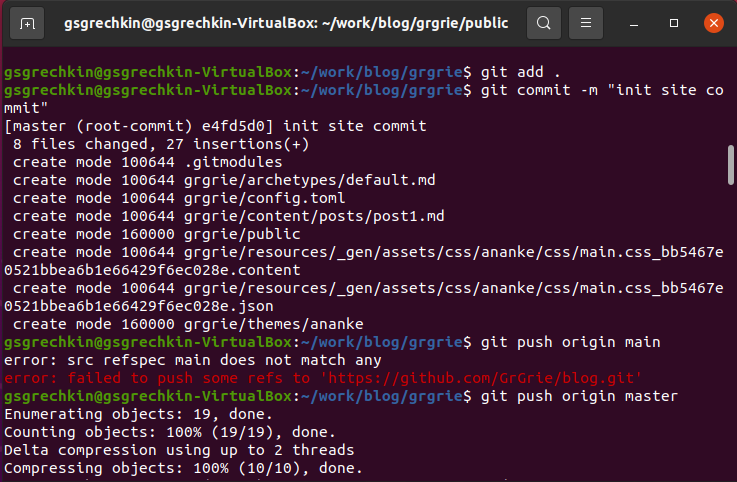 gsgrechkin@gsgrechkin-VirtualBox: ~/work/blog/grgrie/public
gsgrechkin@gsgrechkin-VirtualBox:~/work/blog/grgrie$ git add .
gsgrechkin@gsgrechkin-VirtualBox:~/work/blog/grgrie$ git commit -m "init site co
mmit"
[master (root-commit) e4fd5d0] init site commit
 8 files changed, 27 insertions(+)
 create mode 100644 .gitmodules
 create mode 100644 grgrie/archetypes/default.md
 create mode 100644 grgrie/config.toml
 create mode 100644 grgrie/content/posts/post1.md
 create mode 160000 grgrie/public
 create mode 100644 grgrie/resources/_gen/assets/css/ananke/css/main.css_bb5467e
0521bbea6b1e66429f6ec028e.content
 create mode 100644 grgrie/resources/_gen/assets/css/ananke/css/main.css_bb5467e
0521bbea6b1e66429f6ec028e.json
 create mode 160000 grgrie/themes/ananke
gsgrechkin@gsgrechkin-VirtualBox:~/work/blog/grgrie$ git push origin main
error: src refspec main does not match any
error: failed to push some refs to 'https://github.com/GrGrie/blog.git'
gsgrechkin@gsgrechkin-VirtualBox:~/work/blog/grgrie$ git push origin master
Enumerating objects: 19, done.
Counting objects: 100% (19/19), done.
Delta compression using up to 2 threads
Compressing objects: 100% (10/10), done.